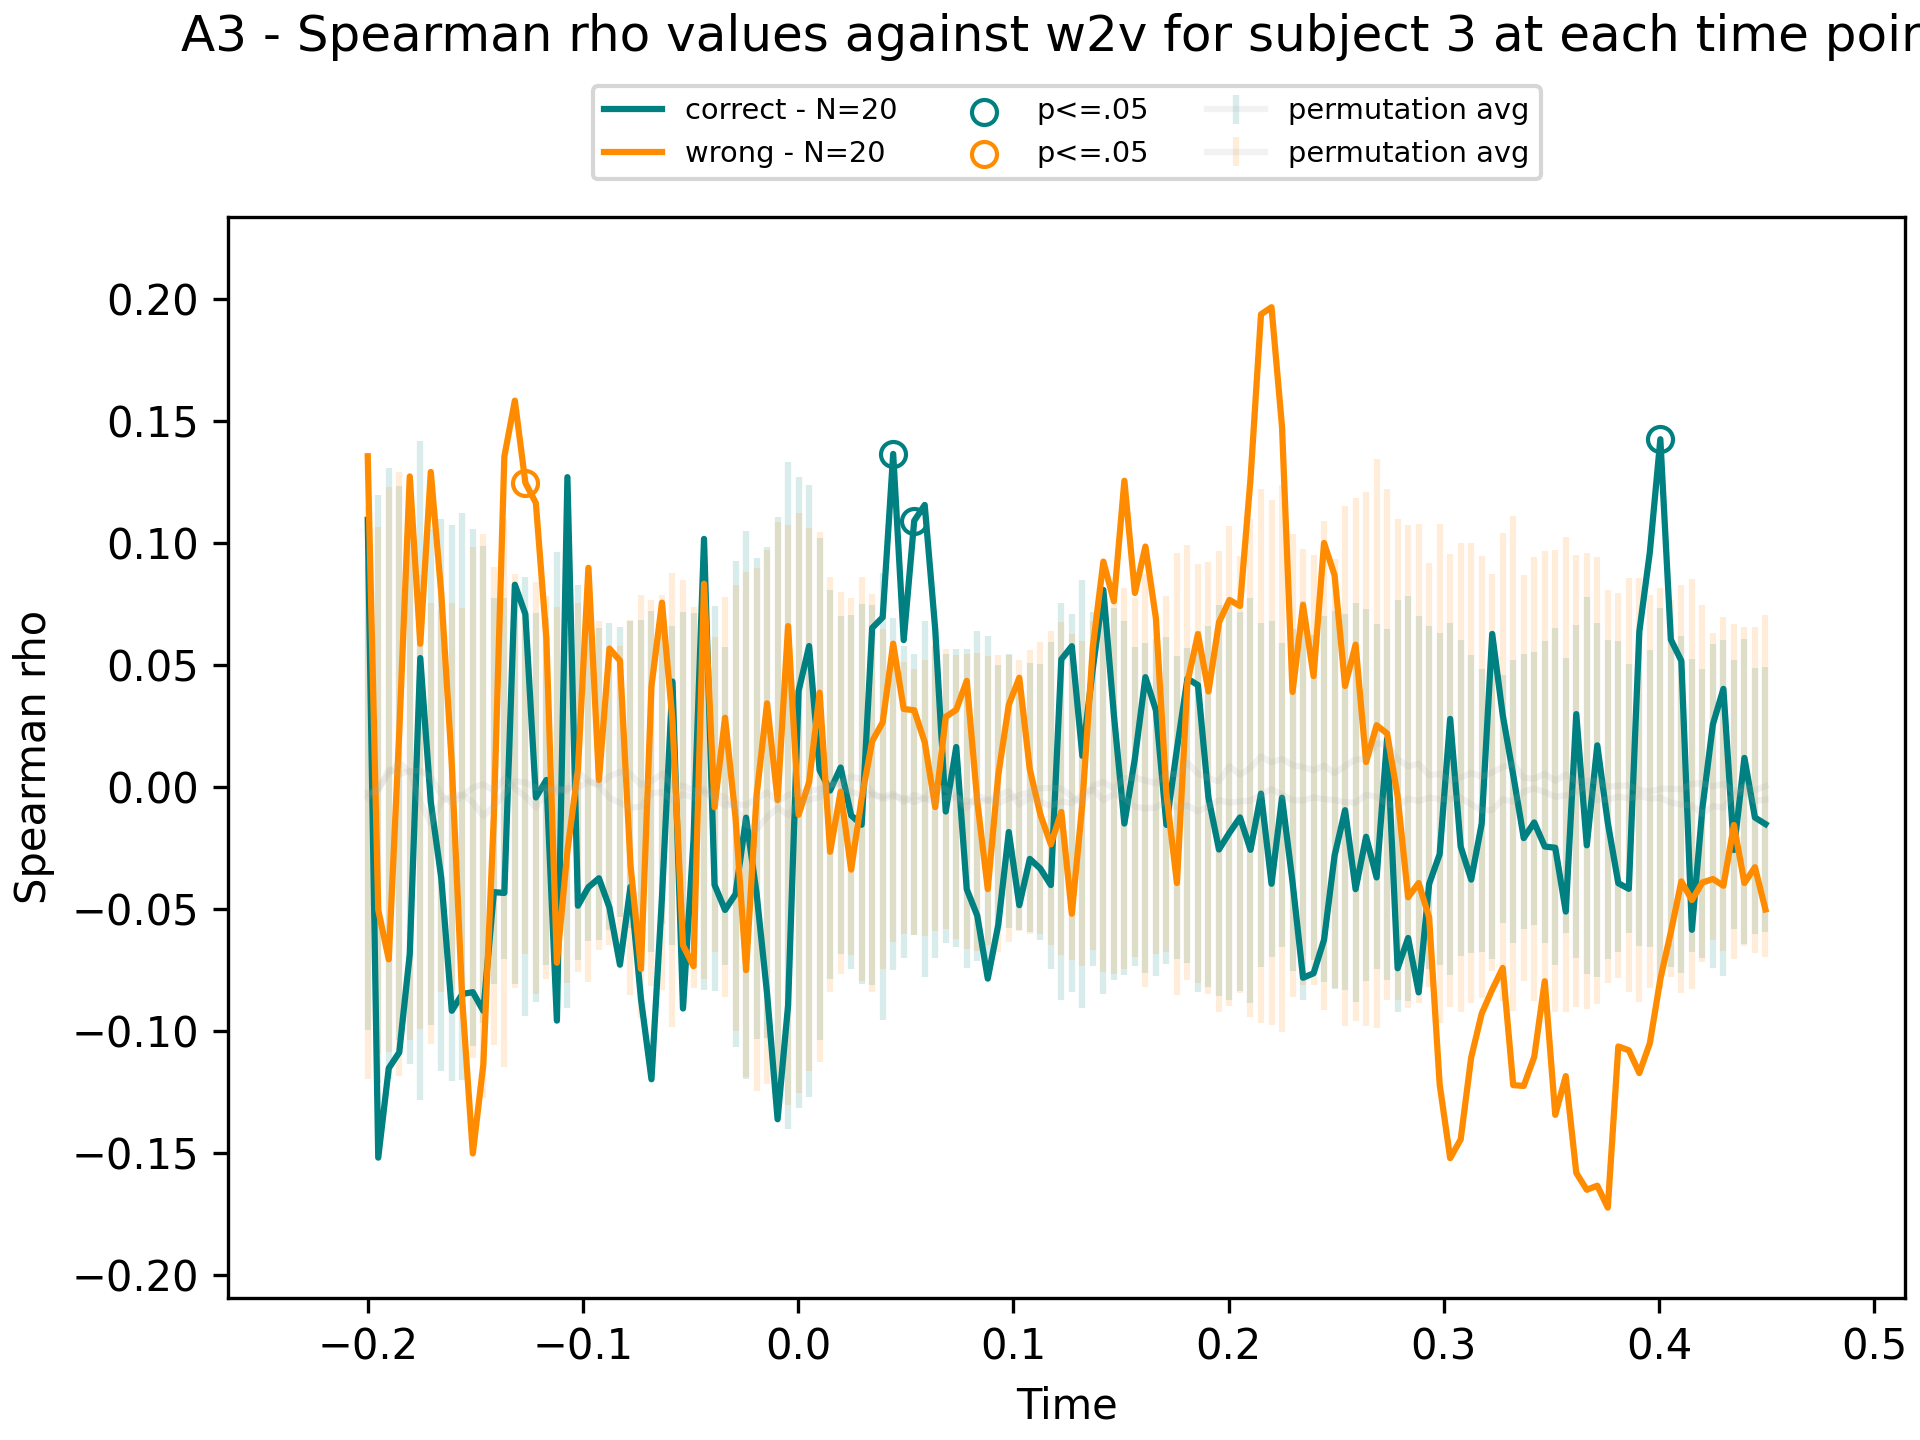 A3 - Spearman rho values against w2v for subject 3 at each time
correct - N=20
wrong - N=20
p<=.05
p<=.05
permutation avg
permutation avg
Spearman rho
0.20
0.15
0.10
0.05
0.00
−0.05
−0.10
−0.15
−0.20
−0.2
−0.1
0.0
0.1
0.2
0.3
0.4
0.5
Time